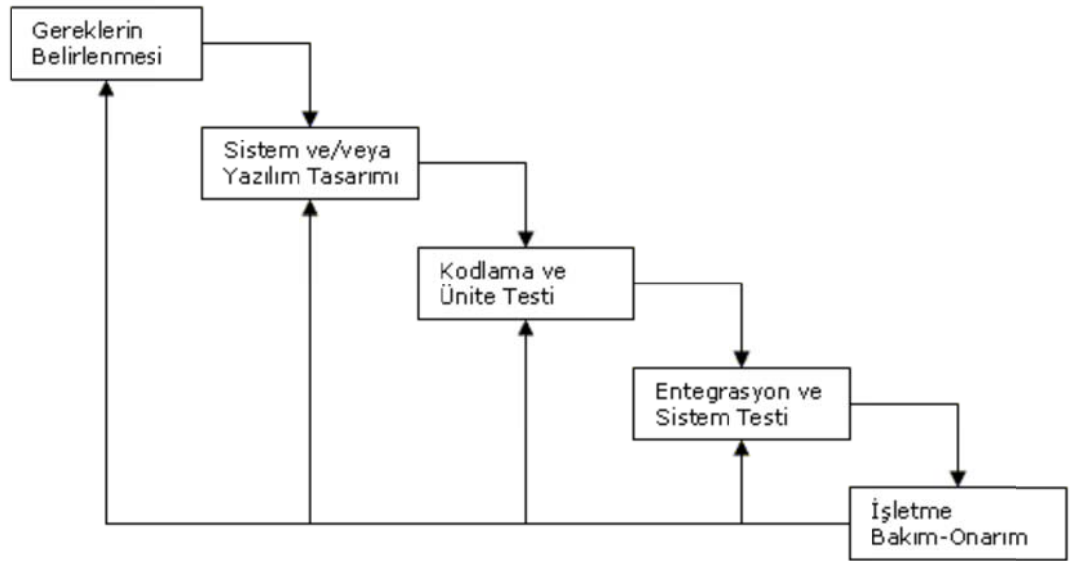 Gereklerin
Belirlenmesi
Sistem ve/veya
Yazılım Tasarımı
Kodlama ve
Ünite Testi
Entegrasyon ve
Sistem Testi
İşletme
Bakım-Onarım